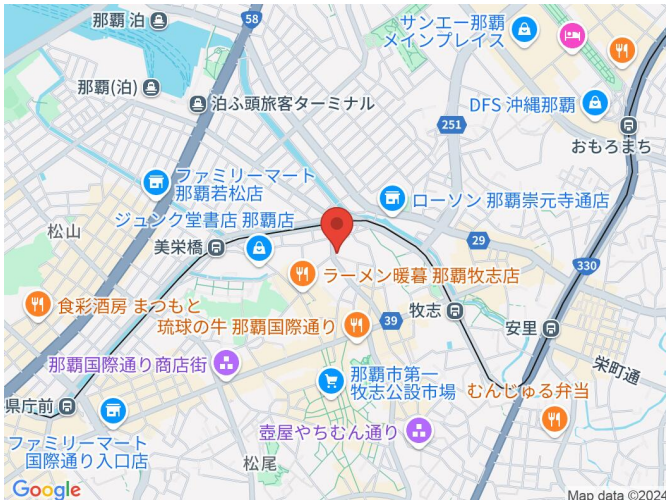 那覇 泊
58
サンエー那覇
メインプレイス
那覇(泊)
泊ふ頭旅客ターミナル
DFS 沖縄那覇
251
おもろまち
ファミリーマート
那覇若松店
ローソン 那覇崇元寺通店
ジュンク堂書店 那覇店
松山
美栄橋
29
330
ラーメン暖暮 那覇牧志店
食彩酒房 まつもと
琉球の牛 那覇国際通り
39
牧志
安里
那覇国際通り商店街
栄町通
那覇市第一
牧志公設市場
むんじゅる弁当
県庁前
ファミリーマート
国際通り入口店
壺屋やちむん通り
松尾
Google
Map data ©2024